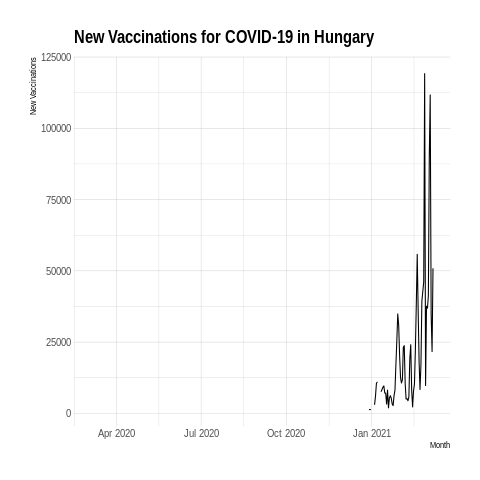 New Vaccinations for COVID-19 in Hungary
New Vaccinations
125000
100000
75000
50000
25000
0
Apr 2020 Jul 2020 Oct 2020 Jan 2021
Month